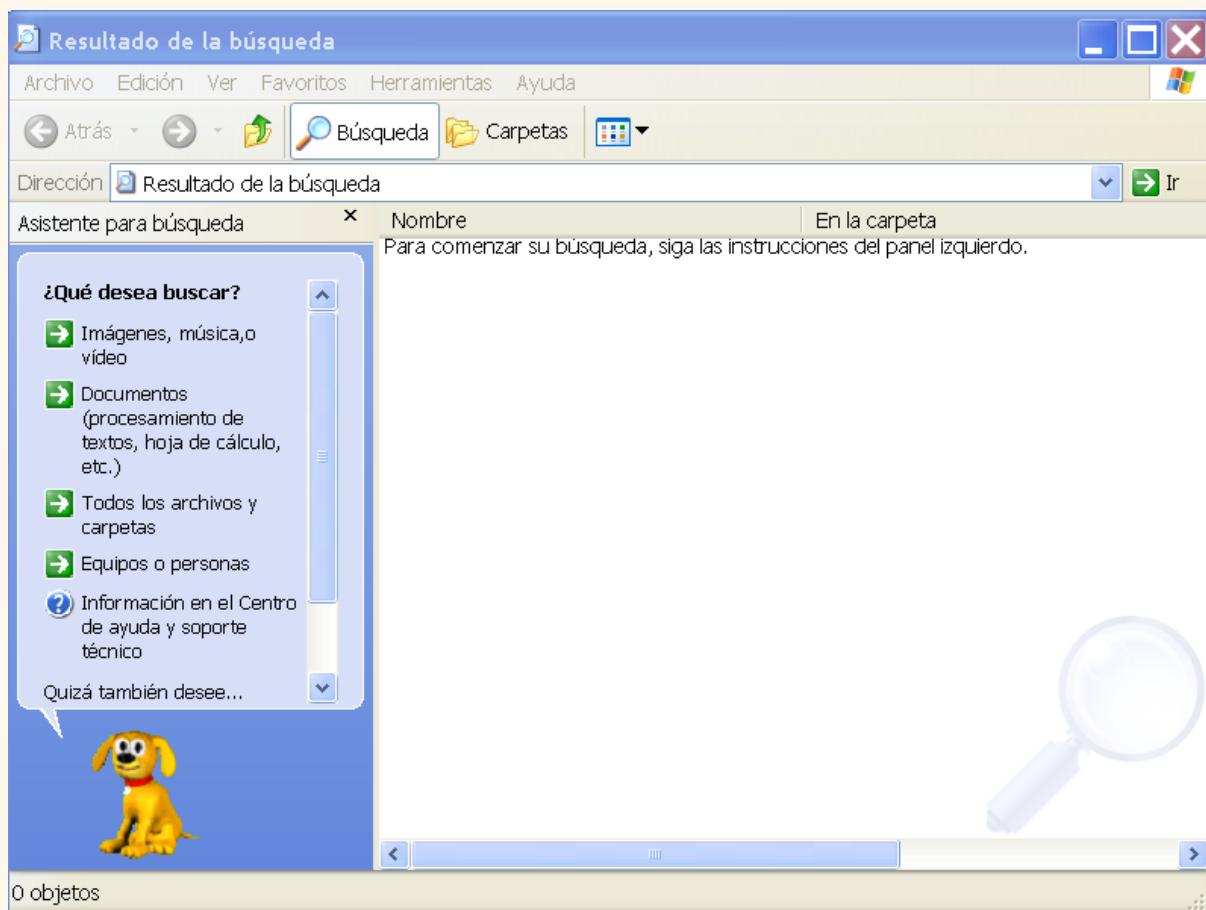 Resultado de la búsqueda
Archivo Edición Ver Favoritos Herramientas Ayuda
Atrás Búsqueda Carpetas
Dirección Resultado de la búsqueda Ir
Asistente para búsqueda
Nombre En la carpeta
Para comenzar su búsqueda, siga las instrucciones del panel izquierdo.
¿Qué desea buscar?
Imágenes, música,o
vídeo
Documentos
(procesamiento de
textos, hoja de cálculo,
etc.)
Todos los archivos y
carpetas
Equipos o personas
Información en el Centro
de ayuda y soporte
técnico
Quizá también desee...
0 objetos